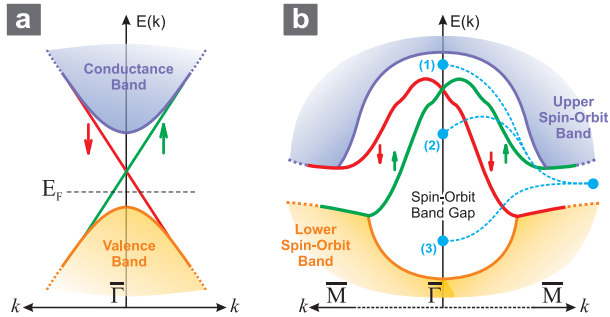 a
E(k)
Conductance
Band
E_F
Valence
Band
Γ̅
k
k
b
E(k)
(1)
(2)
(3)
Upper
Spin-Orbit
Band
Spin-Orbit
Band Gap
Lower
Spin-Orbit
Band
k
M̅
Γ̅
M̅
k